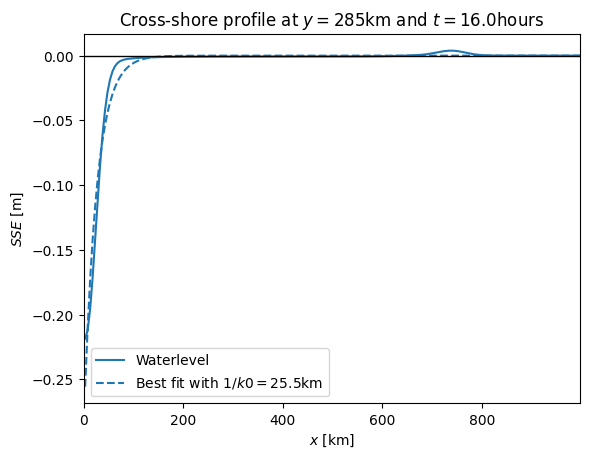 Cross-shore profile at y = 285km and t = 16.0hours
0.00
−0.05
−0.10
−0.15
−0.20
−0.25
SSE [m]
Waterlevel
Best fit with 1/k0 = 25.5km
0 200 400 600 800
x [km]